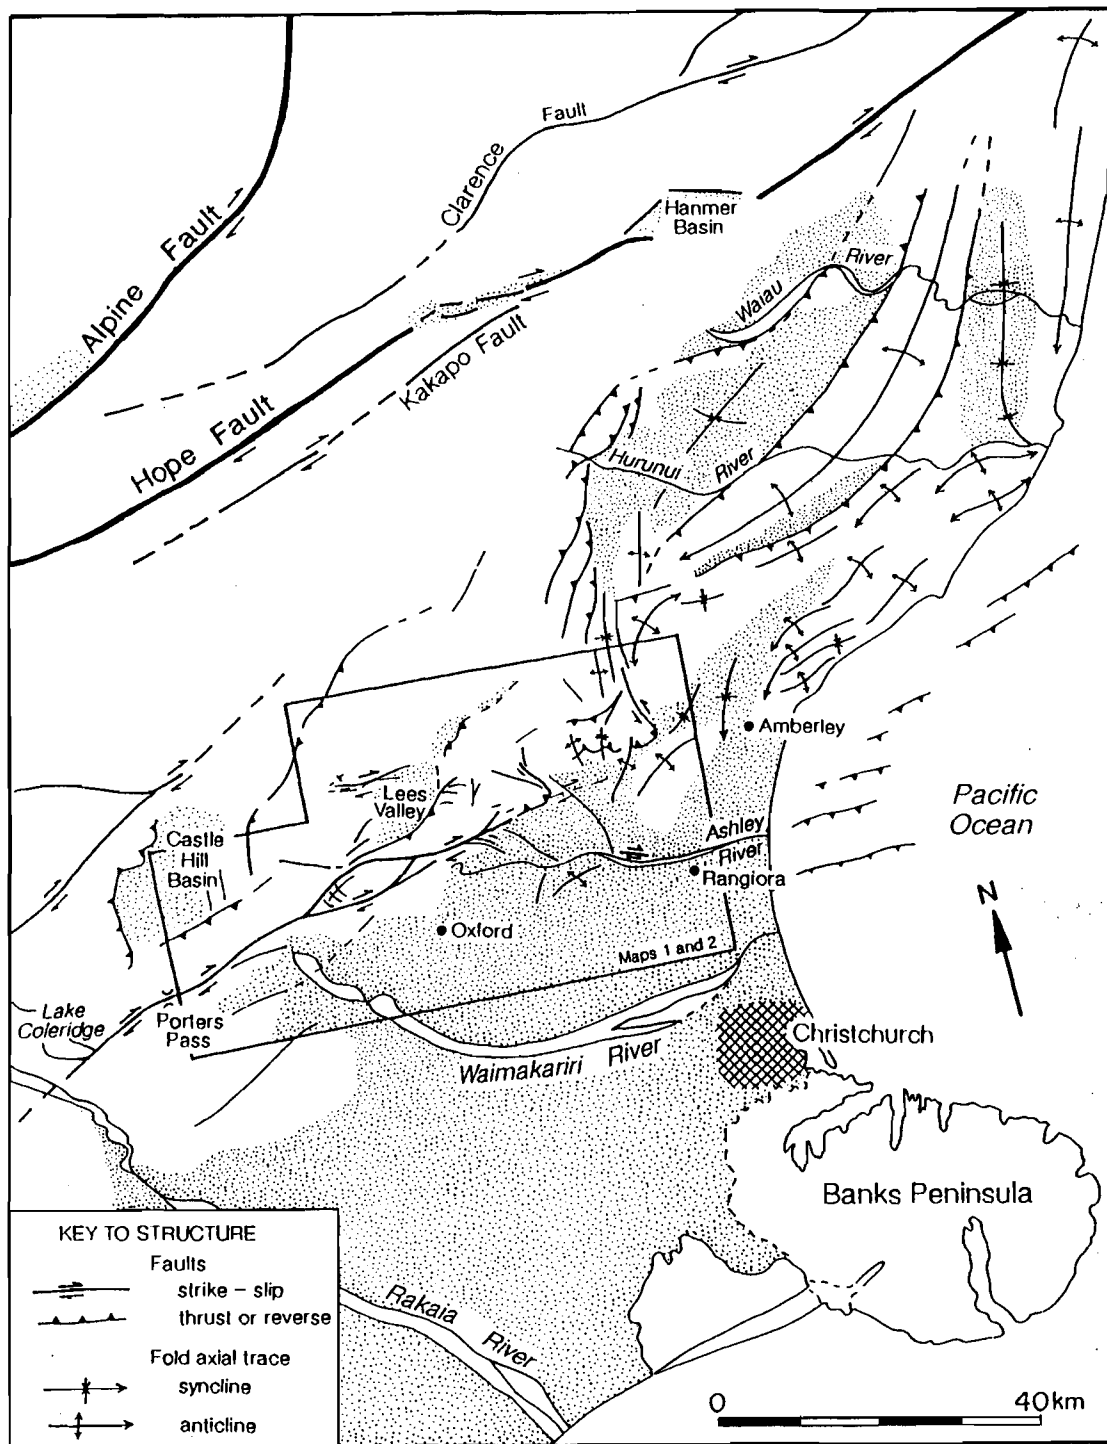 Alpine Fault
Clarence Fault
Hope Fault
Kakapo Fault
Hanmer
Basin
Waiau River
Hurunui River
Amberley
Pacific
Ocean
Castle
Hill
Basin
Lees
Valley
Ashley
River
Rangiora
Oxford
Maps 1 and 2
N
Lake
Coleridge
Porters
Pass
Waimakariri River
Christchurch
Banks Peninsula
Rakaia River
KEY TO STRUCTURE
Faults
strike – slip
thrust or reverse
Fold axial trace
syncline
anticline
0 40km